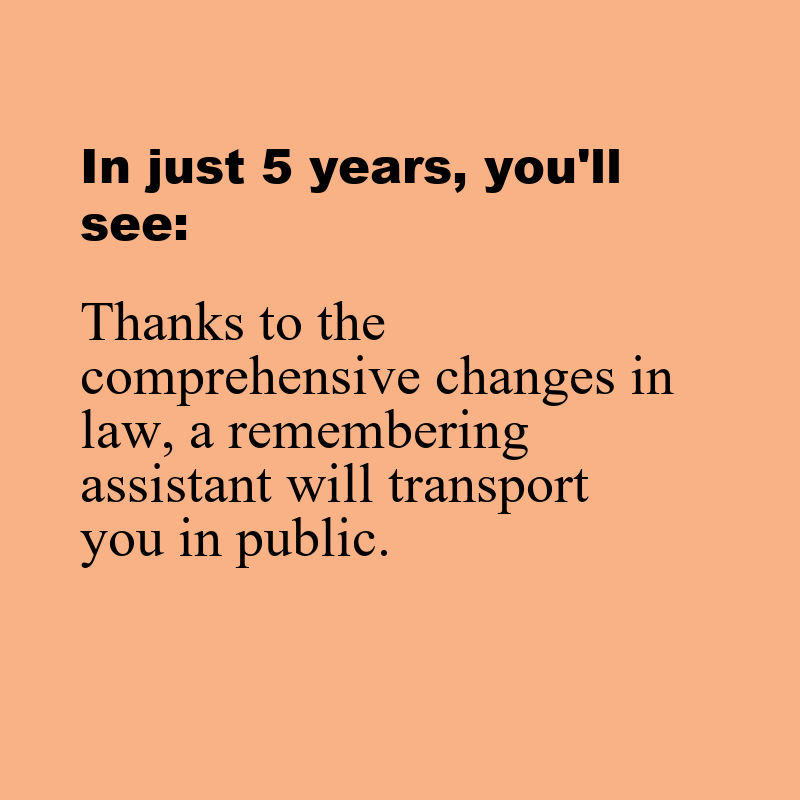 In just 5 years, you'll
see:
Thanks to the
comprehensive changes in
law, a remembering
assistant will transport
you in public.